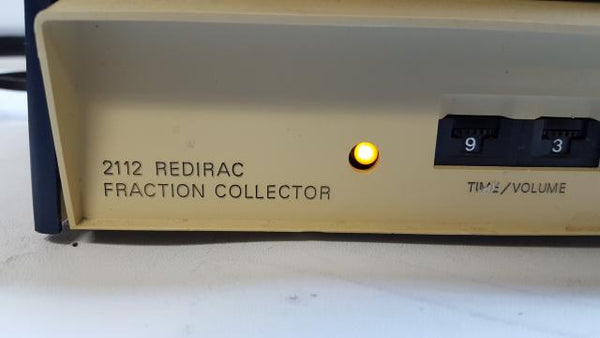 2112 REDIRAC
FRACTION COLLECTOR
9 3
TIME/VOLUME